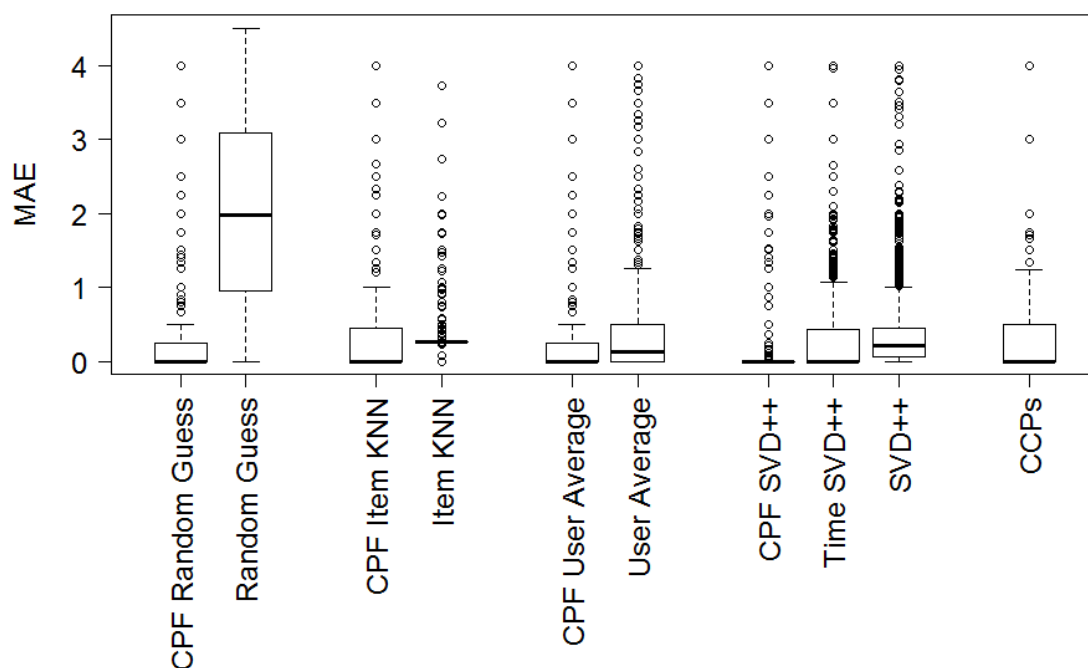 MAE
4
3
2
1
0
CPF Random Guess
Random Guess
CPF Item KNN
Item KNN
CPF User Average
User Average
CPF SVD++
Time SVD++
SVD++
CCPs